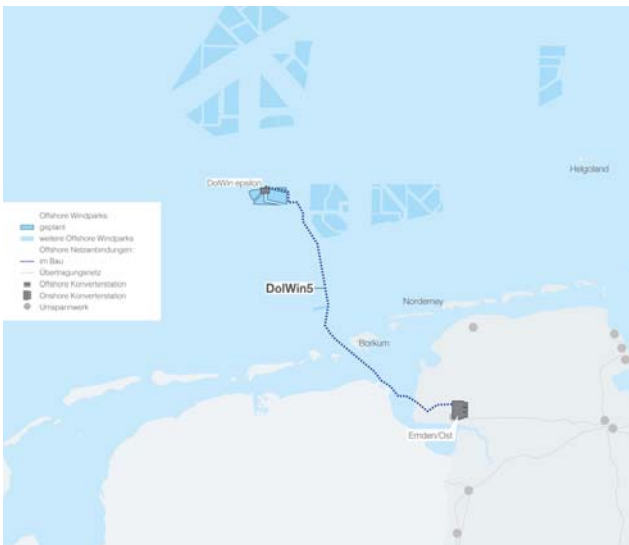 DolWin epsilon
Helgoland
Offshore Windparks:
geplant
weitere Offshore Windparks
Offshore Netzanbindungen:
im Bau
Übertragungsnetz
Offshore Konverterstation
Onshore Konverterstation
Umspannwerk
DolWin5
Norderney
Borkum
Emden/Ost